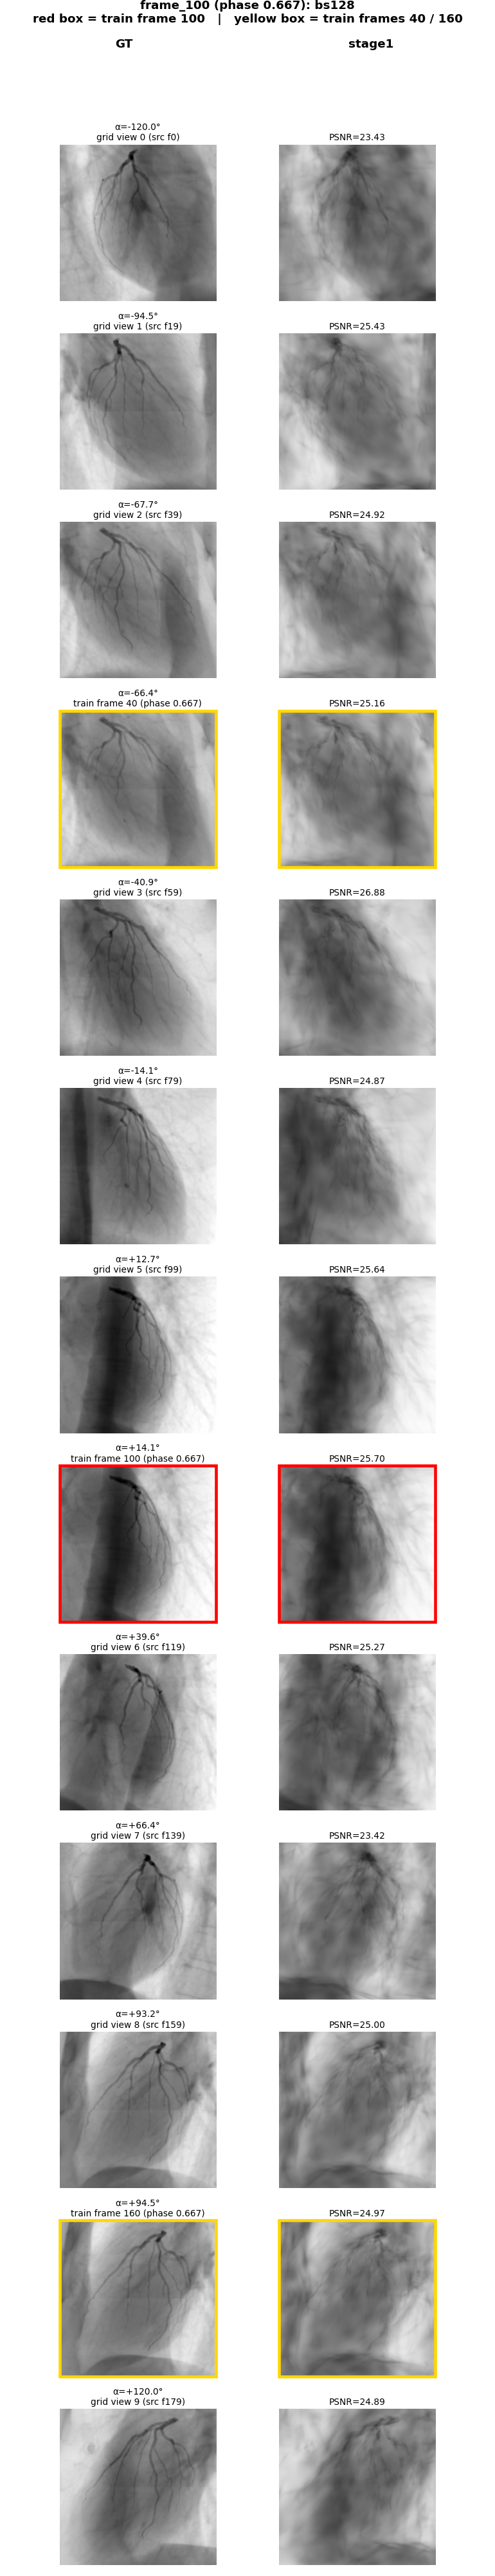 frame_100 (phase 0.667): bs128
red box = train frame 100 | yellow box = train frames 40 / 160
GT
stage1
α=-120.0°
grid view 0 (src f0)
PSNR=23.43
α=-94.5°
grid view 1 (src f19)
PSNR=25.43
α=-67.7°
grid view 2 (src f39)
PSNR=24.92
α=-66.4°
train frame 40 (phase 0.667)
PSNR=25.16
α=-40.9°
grid view 3 (src f59)
PSNR=26.88
α=-14.1°
grid view 4 (src f79)
PSNR=24.87
α=+12.7°
grid view 5 (src f99)
PSNR=25.64
α=+14.1°
train frame 100 (phase 0.667)
PSNR=25.70
α=+39.6°
grid view 6 (src f119)
PSNR=25.27
α=+66.4°
grid view 7 (src f139)
PSNR=23.42
α=+93.2°
grid view 8 (src f159)
PSNR=25.00
α=+94.5°
train frame 160 (phase 0.667)
PSNR=24.97
α=+120.0°
grid view 9 (src f179)
PSNR=24.89